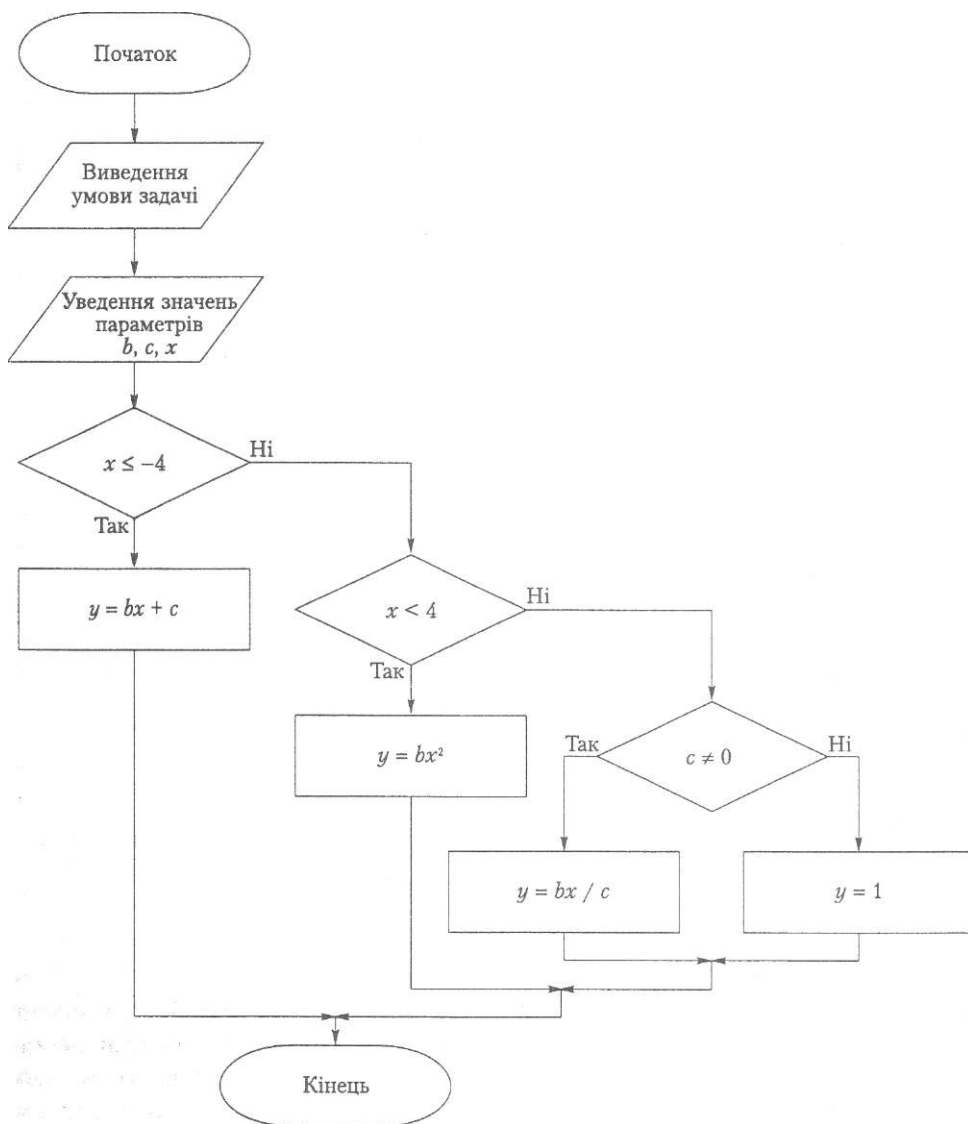 Початок
Виведення
умови задачі
Уведення значень
параметрів
b, c, x
x ≤ −4
Ні
Так
y = bx + c
x < 4
Ні
Так
y = bx²
Так
c ≠ 0
Ні
y = bx / c
y = 1
Кінець